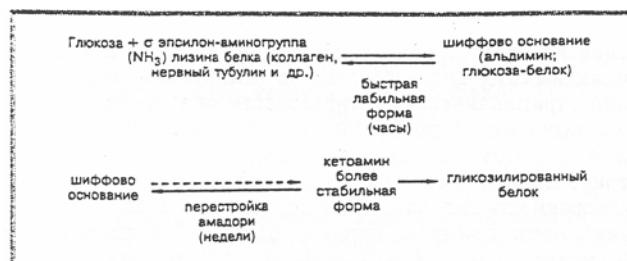 Глюкоза + σ эпсилон-аминогруппа
(NH3) лизина белка (коллаген,
нервный тубулин и др.)
шиффово основание
(альдимин;
глюкоза-белок)
быстрая
лабильная
форма
(часы)
шиффово
основание
перестройка
амадори
(недели)
кетоамин
более
стабильная
форма
гликозилированный
белок